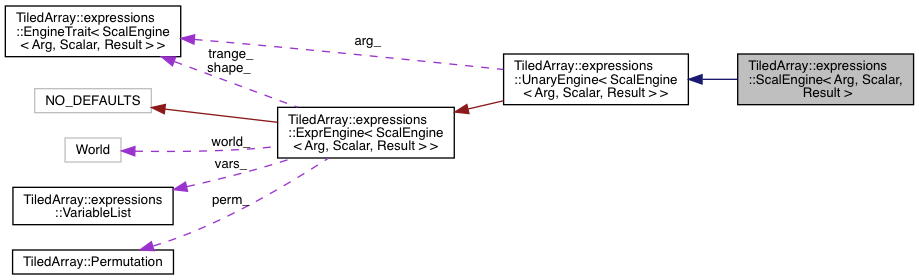 TiledArray::expressions
::EngineTrait< ScalEngine
< Arg, Scalar, Result > >
arg_
trange_
shape_
TiledArray::expressions
::UnaryEngine< ScalEngine
< Arg, Scalar, Result > >
TiledArray::expressions
::ScalEngine< Arg, Scalar,
Result >
NO_DEFAULTS
TiledArray::expressions
::ExprEngine< ScalEngine
< Arg, Scalar, Result > >
World
world_
vars_
TiledArray::expressions
::VariableList
perm_
TiledArray::Permutation